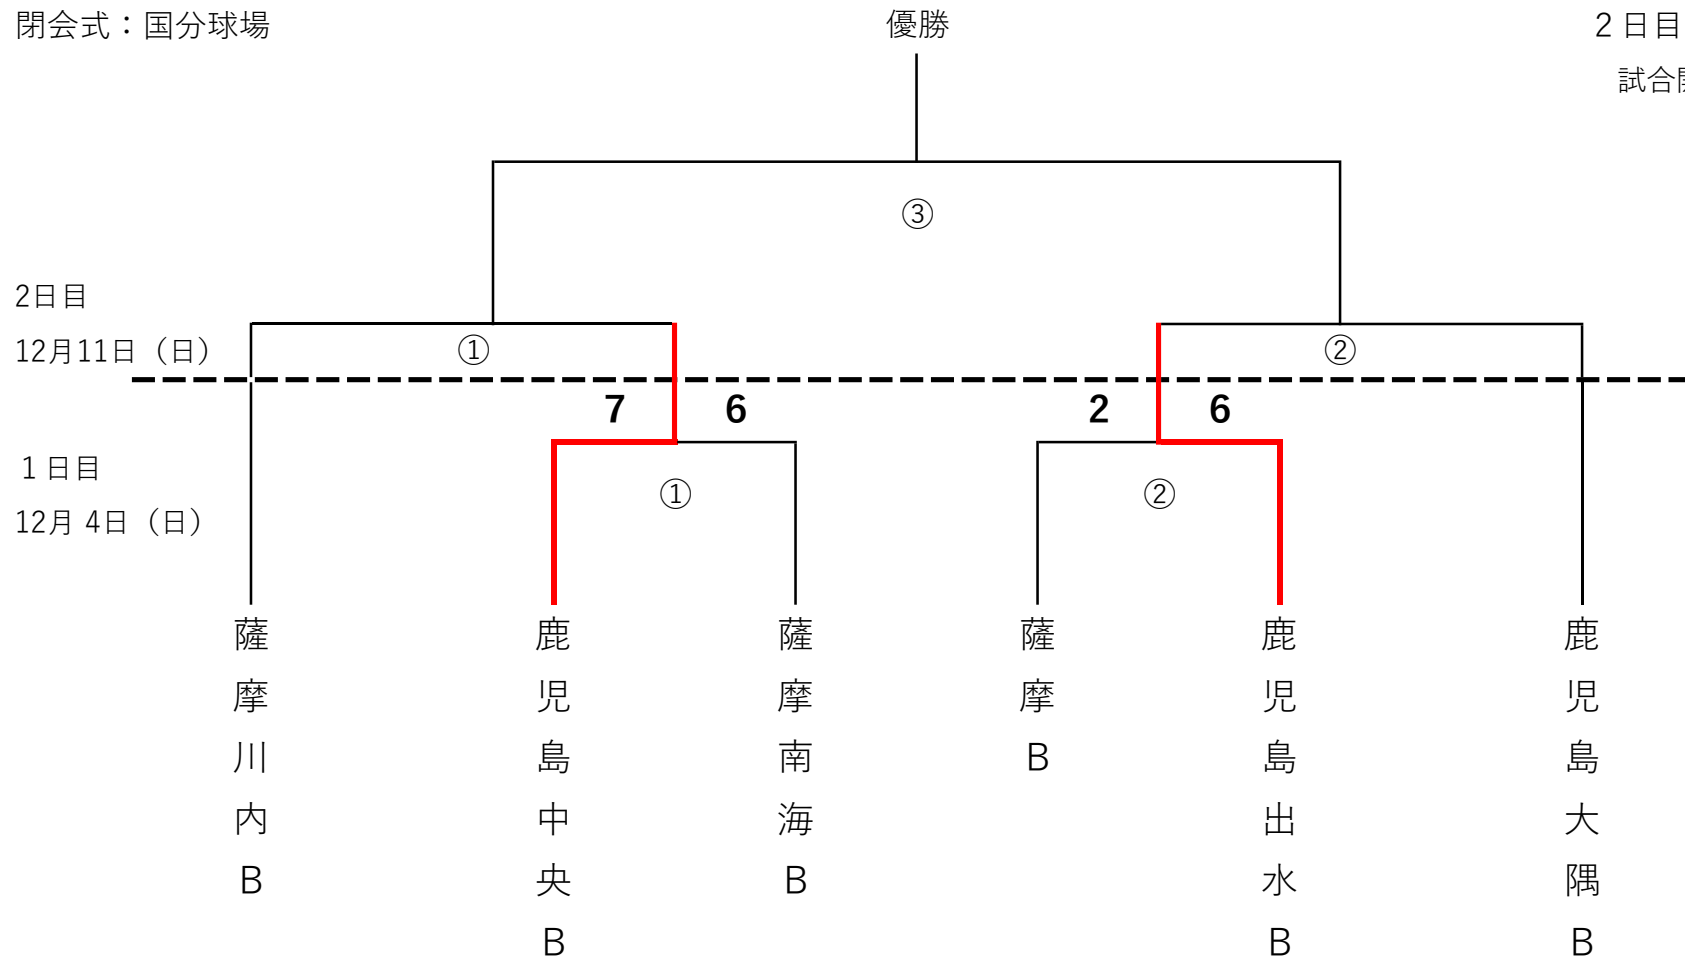 閉会式：国分球場
優勝
2日目
試合開
③
2日目
12月11日（日）
①
②
7 6
2 6
1日目
12月 4日（日）
①
②
薩摩川内B
鹿児島中央B
薩摩南海B
薩摩B
鹿児島出水B
鹿児島大隅B